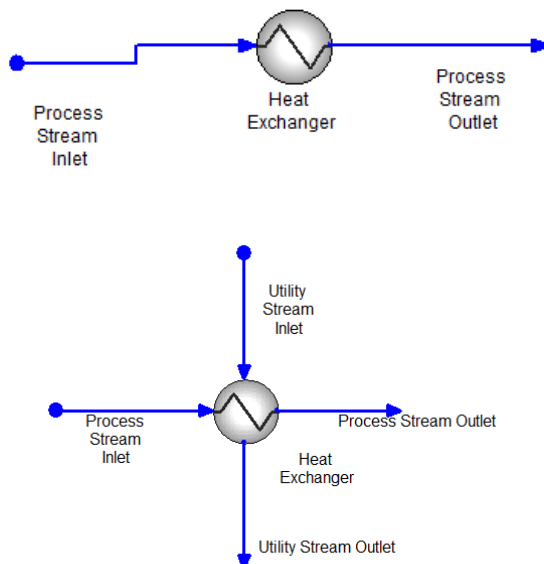 Process
Stream
Inlet
Heat
Exchanger
Process
Stream
Outlet
Utility
Stream
Inlet
Process
Stream
Inlet
Process Stream Outlet
Heat
Exchanger
Utility Stream Outlet